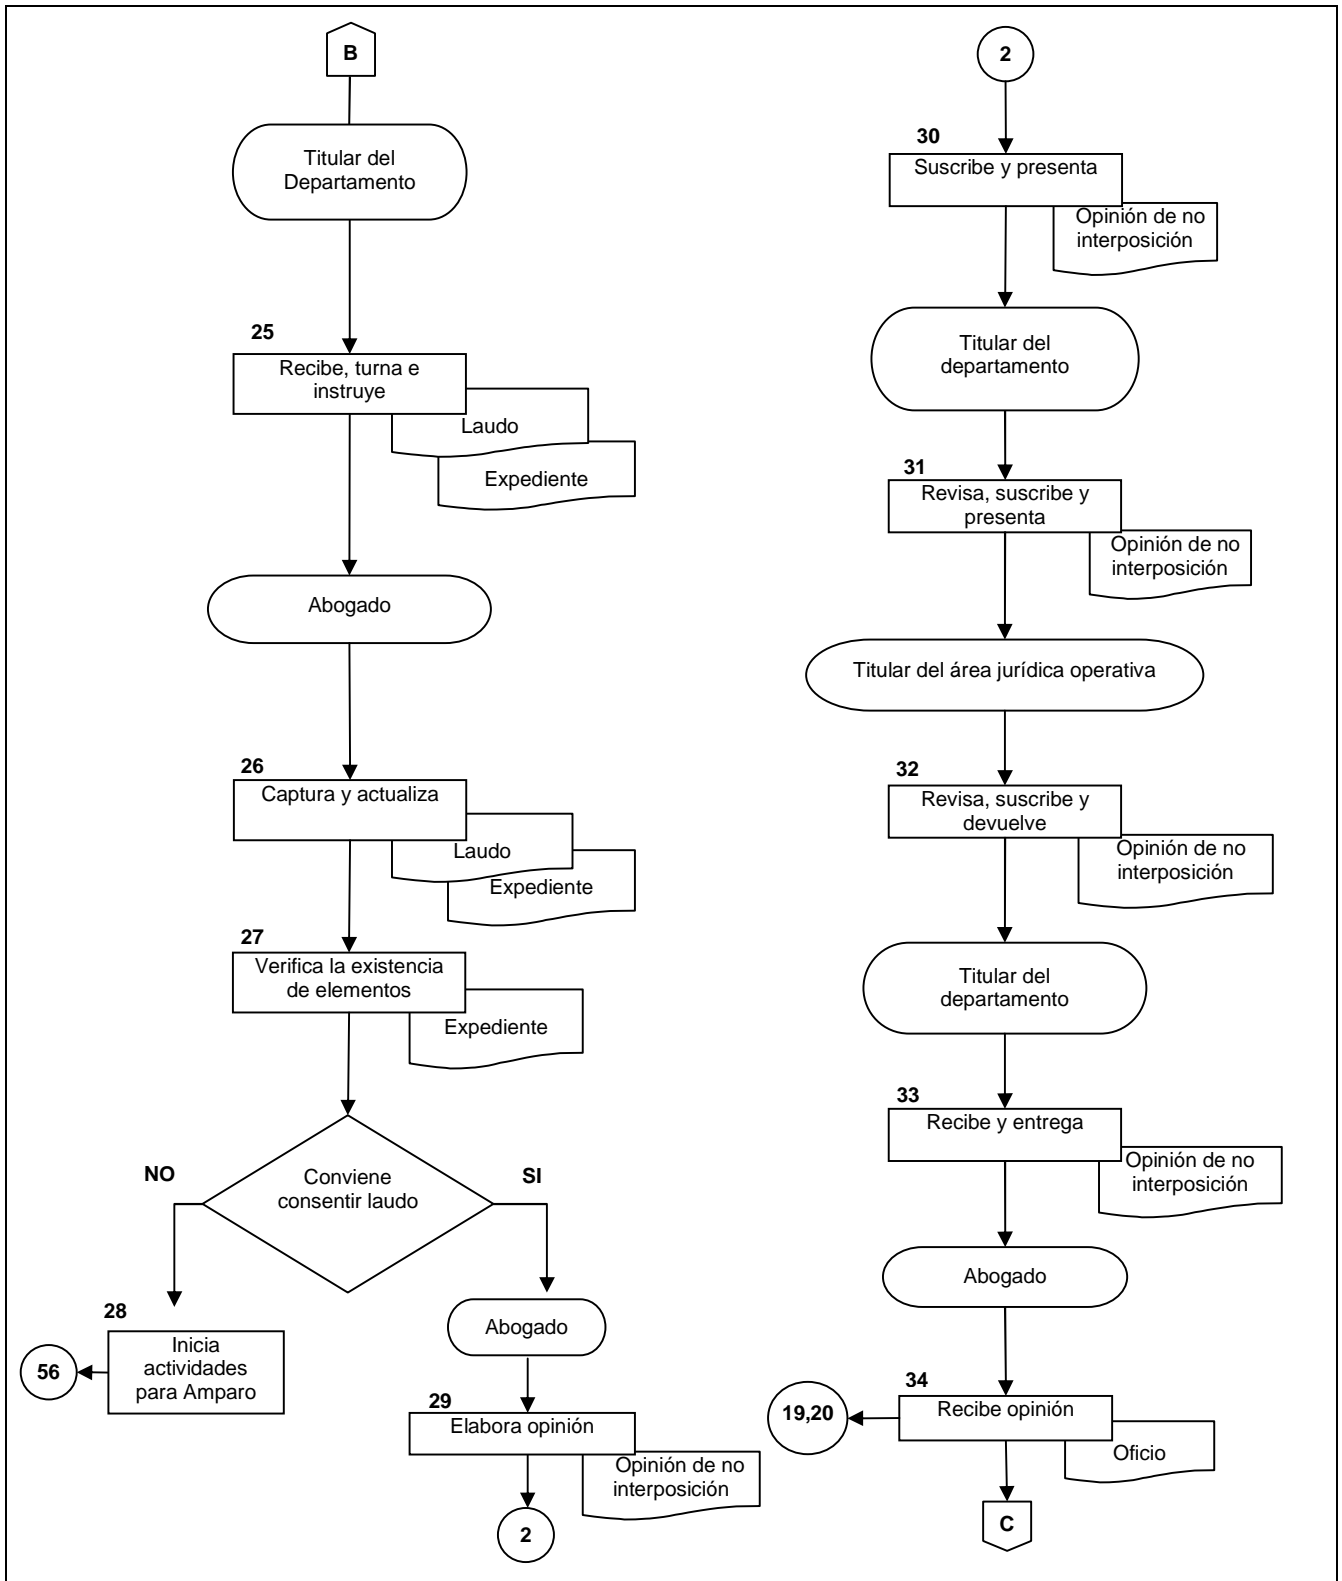 B
Titular del
Departamento
25
Recibe, turna e
instruye
Laudo
Expediente
Abogado
26
Captura y actualiza
Laudo
Expediente
27
Verifica la existencia
de elementos
Expediente
Conviene
consentir laudo
NO
SI
28
Inicia
actividades
para Amparo
56
Abogado
29
Elabora opinión
Opinión de no
interposición
2
2
30
Suscribe y presenta
Opinión de no
interposición
Titular del
departamento
31
Revisa, suscribe y
presenta
Opinión de no
interposición
Titular del área jurídica operativa
32
Revisa, suscribe y
devuelve
Opinión de no
interposición
Titular del
departamento
33
Recibe y entrega
Opinión de no
interposición
Abogado
34
Recibe opinión
19,20
Oficio
C